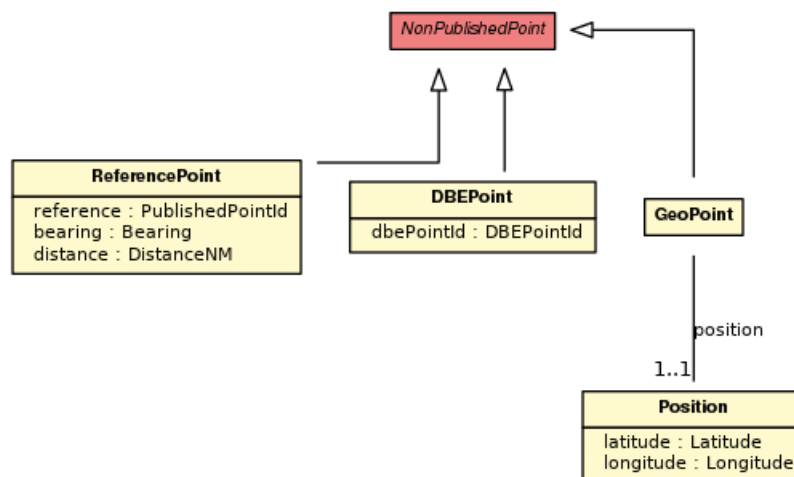 NonPublishedPoint
ReferencePoint
reference : PublishedPointId
bearing : Bearing
distance : DistanceNM
DBEPoint
dbePointId : DBEPointId
GeoPoint
position
1..1
Position
latitude : Latitude
longitude : Longitude